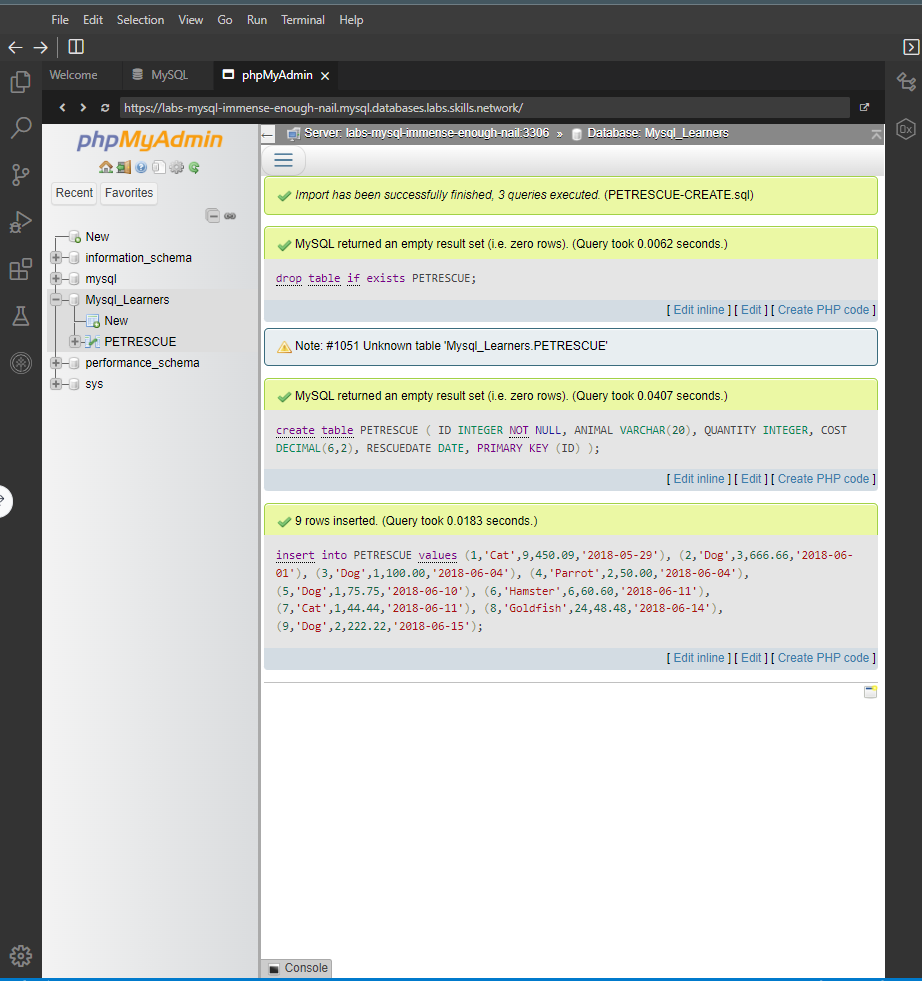 File Edit Selection View Go Run Terminal Help
Welcome MySQL phpMyAdmin
https://labs-mysql-immense-enough-nail.mysql.databases.labs.skills.network/
phpMyAdmin
Recent Favorites
New
information_schema
mysql
Mysql_Learners
New
PETRESCUE
performance_schema
sys
Server: labs-mysql-immense-enough-nail:3306 » Database: Mysql_Learners
Import has been successfully finished, 3 queries executed. (PETRESCUE-CREATE.sql)
MySQL returned an empty result set (i.e. zero rows). (Query took 0.0062 seconds.)
drop table if exists PETRESCUE;
[ Edit inline ] [ Edit ] [ Create PHP code ]
Note: #1051 Unknown table 'Mysql_Learners.PETRESCUE'
MySQL returned an empty result set (i.e. zero rows). (Query took 0.0407 seconds.)
create table PETRESCUE ( ID INTEGER NOT NULL, ANIMAL VARCHAR(20), QUANTITY INTEGER, COST
DECIMAL(6,2), RESCUEDATE DATE, PRIMARY KEY (ID) );
[ Edit inline ] [ Edit ] [ Create PHP code ]
9 rows inserted. (Query took 0.0183 seconds.)
insert into PETRESCUE values (1,'Cat',9,450.09,'2018-05-29'), (2,'Dog',3,666.66,'2018-06-
01'), (3,'Dog',1,100.00,'2018-06-04'), (4,'Parrot',2,50.00,'2018-06-04'),
(5,'Dog',1,75.75,'2018-06-10'), (6,'Hamster',6,60.60,'2018-06-11'),
(7,'Cat',1,44.44,'2018-06-11'), (8,'Goldfish',24,48.48,'2018-06-14'),
(9,'Dog',2,222.22,'2018-06-15');
[ Edit inline ] [ Edit ] [ Create PHP code ]
Console
0x